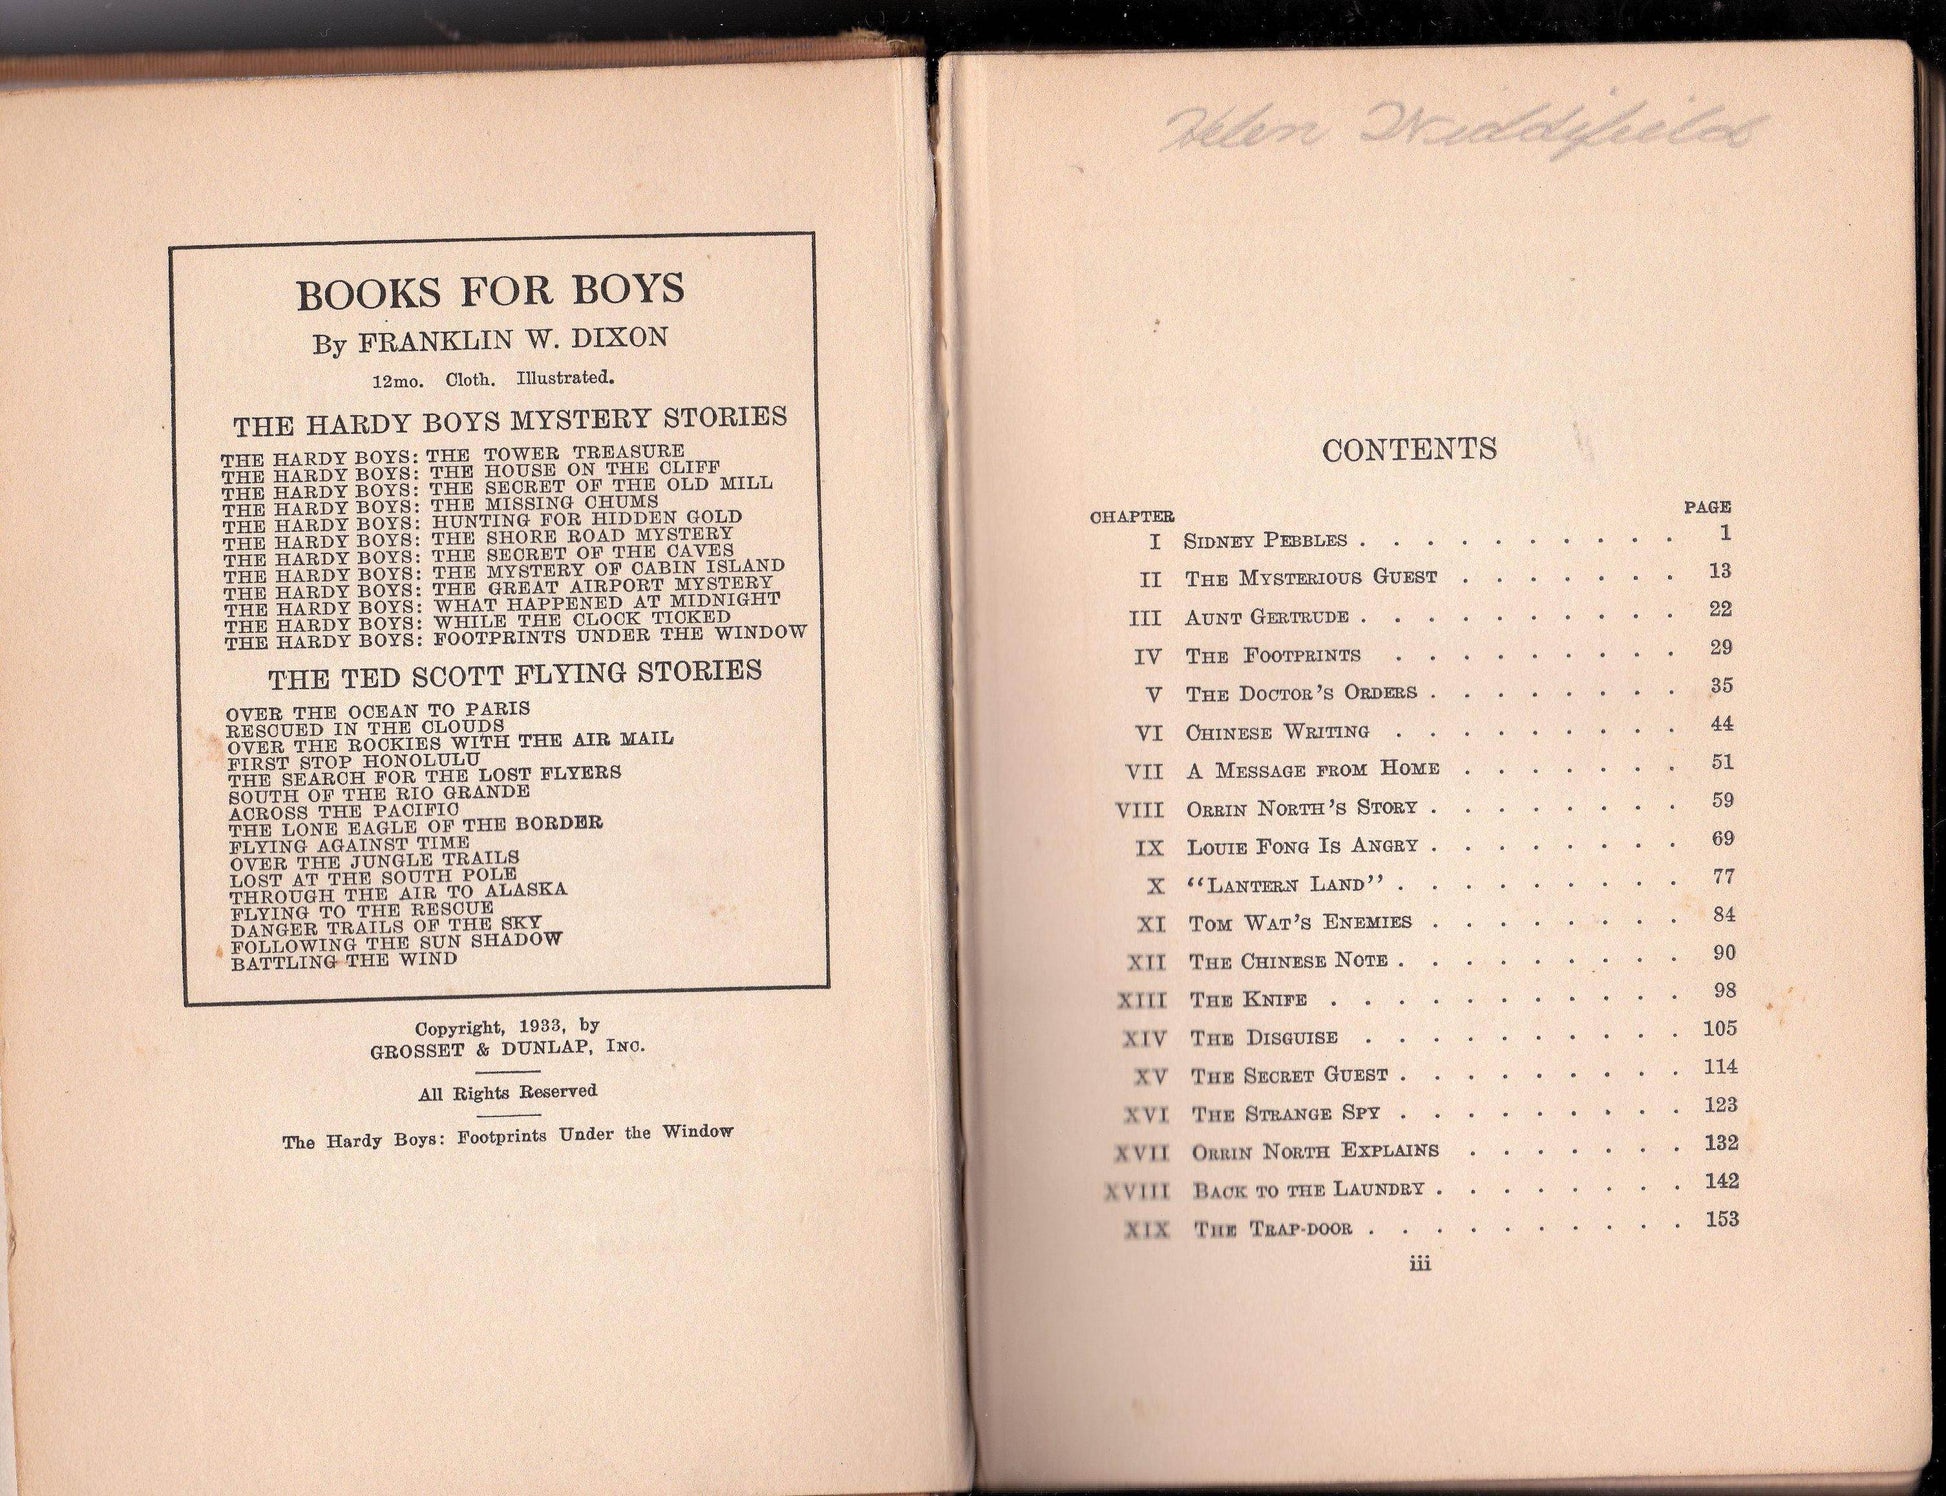 BOOKS FOR BOYS
By FRANKLIN W. DIXON
12mo. Cloth. Illustrated.
THE HARDY BOYS MYSTERY STORIES
THE HARDY BOYS: THE TOWER TREASURE
THE HARDY BOYS: THE HOUSE ON THE CLIFF
THE HARDY BOYS: THE SECRET OF THE OLD MILL
THE HARDY BOYS: THE MISSING CHUMS
THE HARDY BOYS: HUNTING FOR HIDDEN GOLD
THE HARDY BOYS: THE SHORE ROAD MYSTERY
THE HARDY BOYS: THE SECRET OF THE CAVES
THE HARDY BOYS: THE MYSTERY OF CABIN ISLAND
THE HARDY BOYS: THE GREAT AIRPORT MYSTERY
THE HARDY BOYS: WHAT HAPPENED AT MIDNIGHT
THE HARDY BOYS: WHILE THE CLOCK TICKED
THE HARDY BOYS: FOOTPRINTS UNDER THE WINDOW
THE TED SCOTT FLYING STORIES
OVER THE OCEAN TO PARIS
RESCUED IN THE CLOUDS
OVER THE ROCKIES WITH THE AIR MAIL
FIRST STOP HONOLULU
THE SEARCH FOR THE LOST FLYERS
SOUTH OF THE RIO GRANDE
ACROSS THE PACIFIC
THE LONE EAGLE OF THE BORDER
FLYING AGAINST TIME
OVER THE JUNGLE TRAILS
LOST AT THE SOUTH POLE
THROUGH THE AIR TO ALASKA
FLYING TO THE RESCUE
DANGER TRAILS OF THE SKY
FOLLOWING THE SUN SHADOW
BATTLING THE WIND
Copyright, 1933, by
GROSSET & DUNLAP, INC.
All Rights Reserved
The Hardy Boys: Footprints Under the Window
Helen Widdifield
CONTENTS
CHAPTER PAGE
I SIDNEY PEBBLES . . . . . . . . . . 1
II THE MYSTERIOUS GUEST . . . . . . . 13
III AUNT GERTRUDE . . . . . . . . . . 22
IV THE FOOTPRINTS . . . . . . . . . 29
V THE DOCTOR'S ORDERS . . . . . . . . 35
VI CHINESE WRITING . . . . . . . . . 44
VII A MESSAGE FROM HOME . . . . . . . 51
VIII ORRIN NORTH'S STORY . . . . . . . . 59
IX LOUIE FONG IS ANGRY . . . . . . . . 69
X "LANTERN LAND" . . . . . . . . . 77
XI TOM WAT'S ENEMIES . . . . . . . . 84
XII THE CHINESE NOTE . . . . . . . . . 90
XIII THE KNIFE . . . . . . . . . . . 98
XIV THE DISGUISE . . . . . . . . . . 105
XV THE SECRET GUEST . . . . . . . . . 114
XVI THE STRANGE SPY . . . . . . . . . 123
XVII ORRIN NORTH EXPLAINS . . . . . . . 132
XVIII BACK TO THE LAUNDRY . . . . . . . . 142
XIX THE TRAP-DOOR . . . . . . . . . . 153
iii